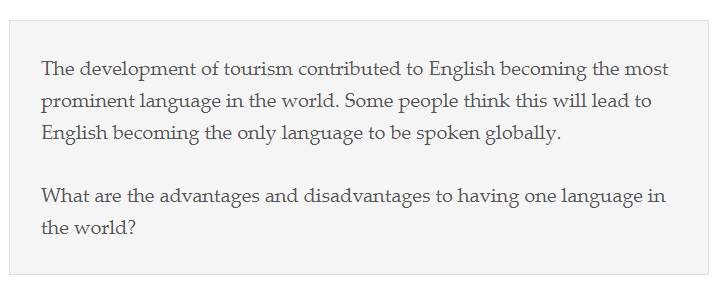 The development of tourism contributed to English becoming the most
prominent language in the world. Some people think this will lead to
English becoming the only language to be spoken globally.
What are the advantages and disadvantages to having one language in
the world?